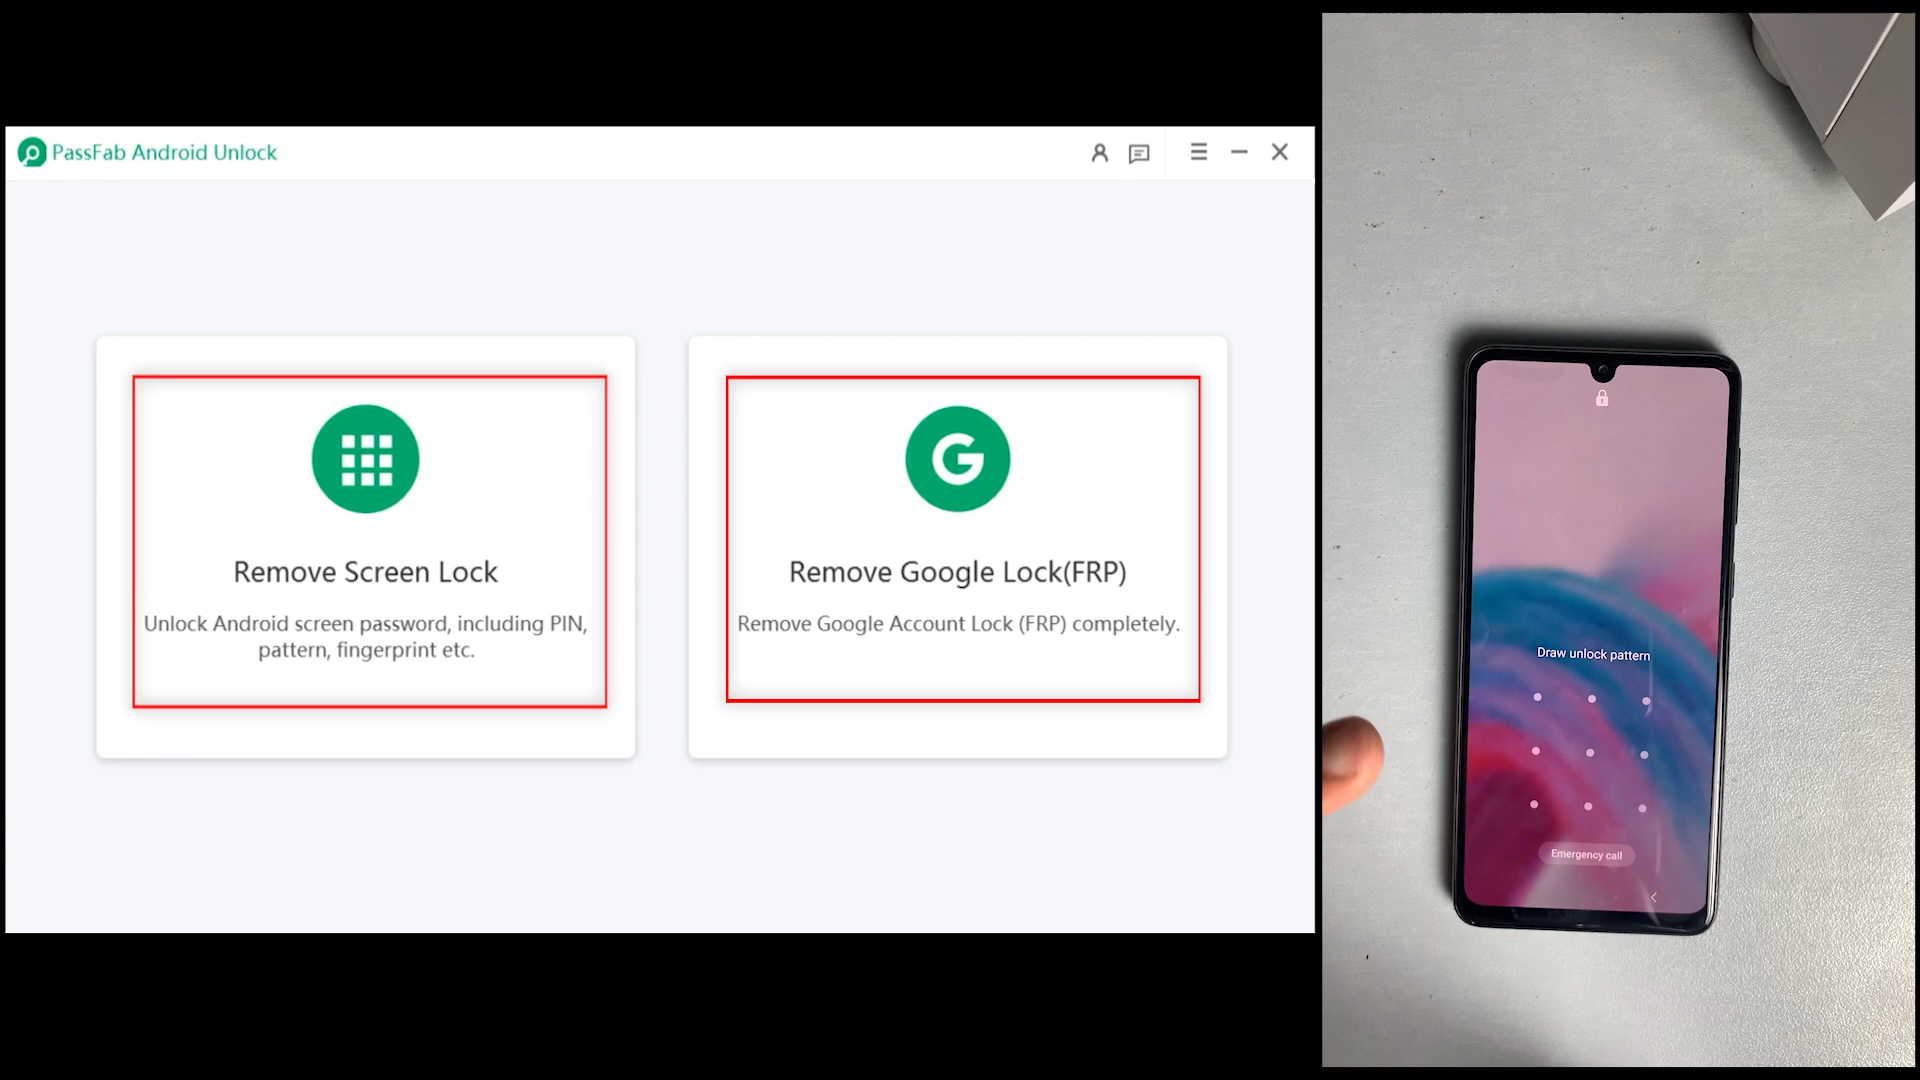 PassFab Android Unlock
Remove Screen Lock
Unlock Android screen password, including PIN,
pattern, fingerprint etc.
Remove Google Lock(FRP)
Remove Google Account Lock (FRP) completely.
Draw unlock pattern
Emergency call